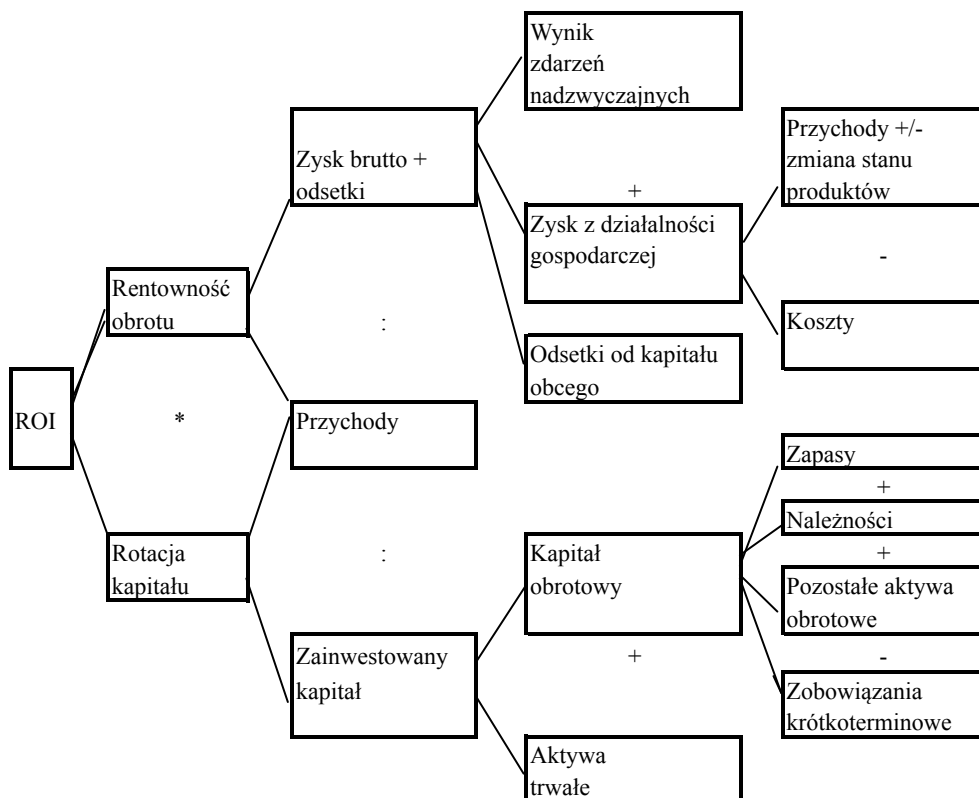 Wynik
zdarzeń
nadzwyczajnych
Zysk brutto +
odsetki
Przychody +/-
zmiana stanu
produktów
+
Zysk z działalności
gospodarczej
-
Rentowność
obrotu
:
Koszty
Odsetki od kapitału
obcego
ROI
*
Przychody
Zapasy
+
Należności
Rotacja
kapitału
:
Kapitał
obrotowy
+
Pozostałe aktywa
obrotowe
Zainwestowany
kapitał
+
-
Zobowiązania
krótkoterminowe
Aktywa
trwałe